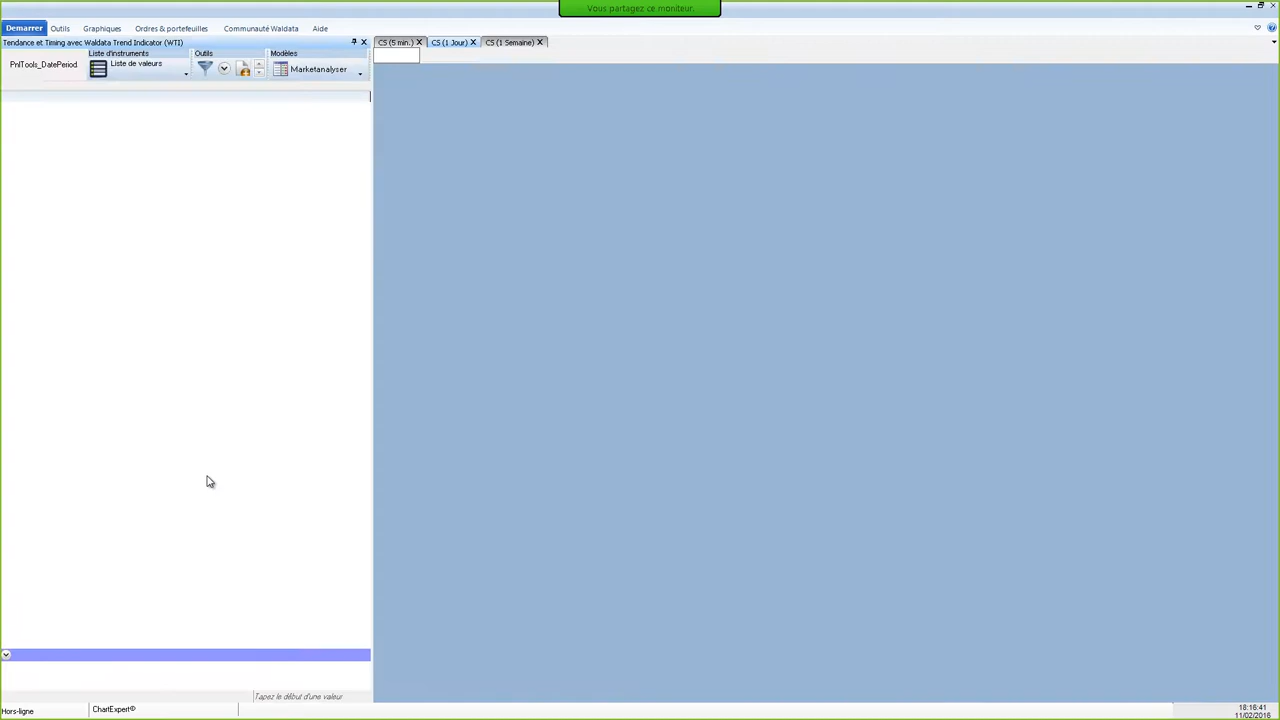 Vous partagez ce moniteur.
Demarrer Outils Graphiques Ordres & portefeuilles Communauté Waldata Aide
Tendance et Timing avec Waldata Trend Indicator (WTI)
CS (5 min.) CS (1 Jour) CS (1 Semaine)
Liste d'instruments Outils Modèles
PnlTools_DatePeriod Liste de valeurs Marketanalyser
Tapez le début d'une valeur
Hors-ligne ChartExpert©
18:16:41
11/02/2016